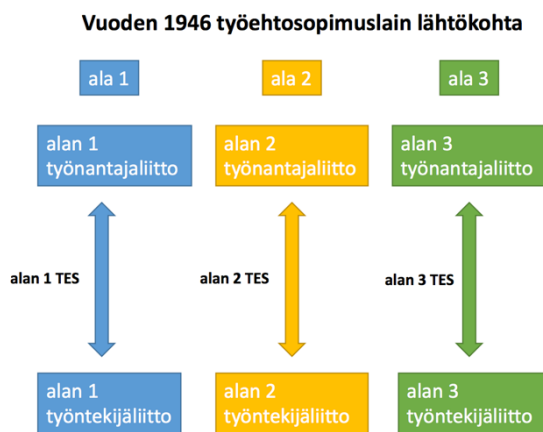 Vuoden 1946 työehtosopimuslain lähtökohta
ala 1
ala 2
ala 3
alan 1
työnantajaliitto
alan 2
työnantajaliitto
alan 3
työnantajaliitto
alan 1 TES
alan 2 TES
alan 3 TES
alan 1
työntekijäliitto
alan 2
työntekijäliitto
alan 3
työntekijäliitto